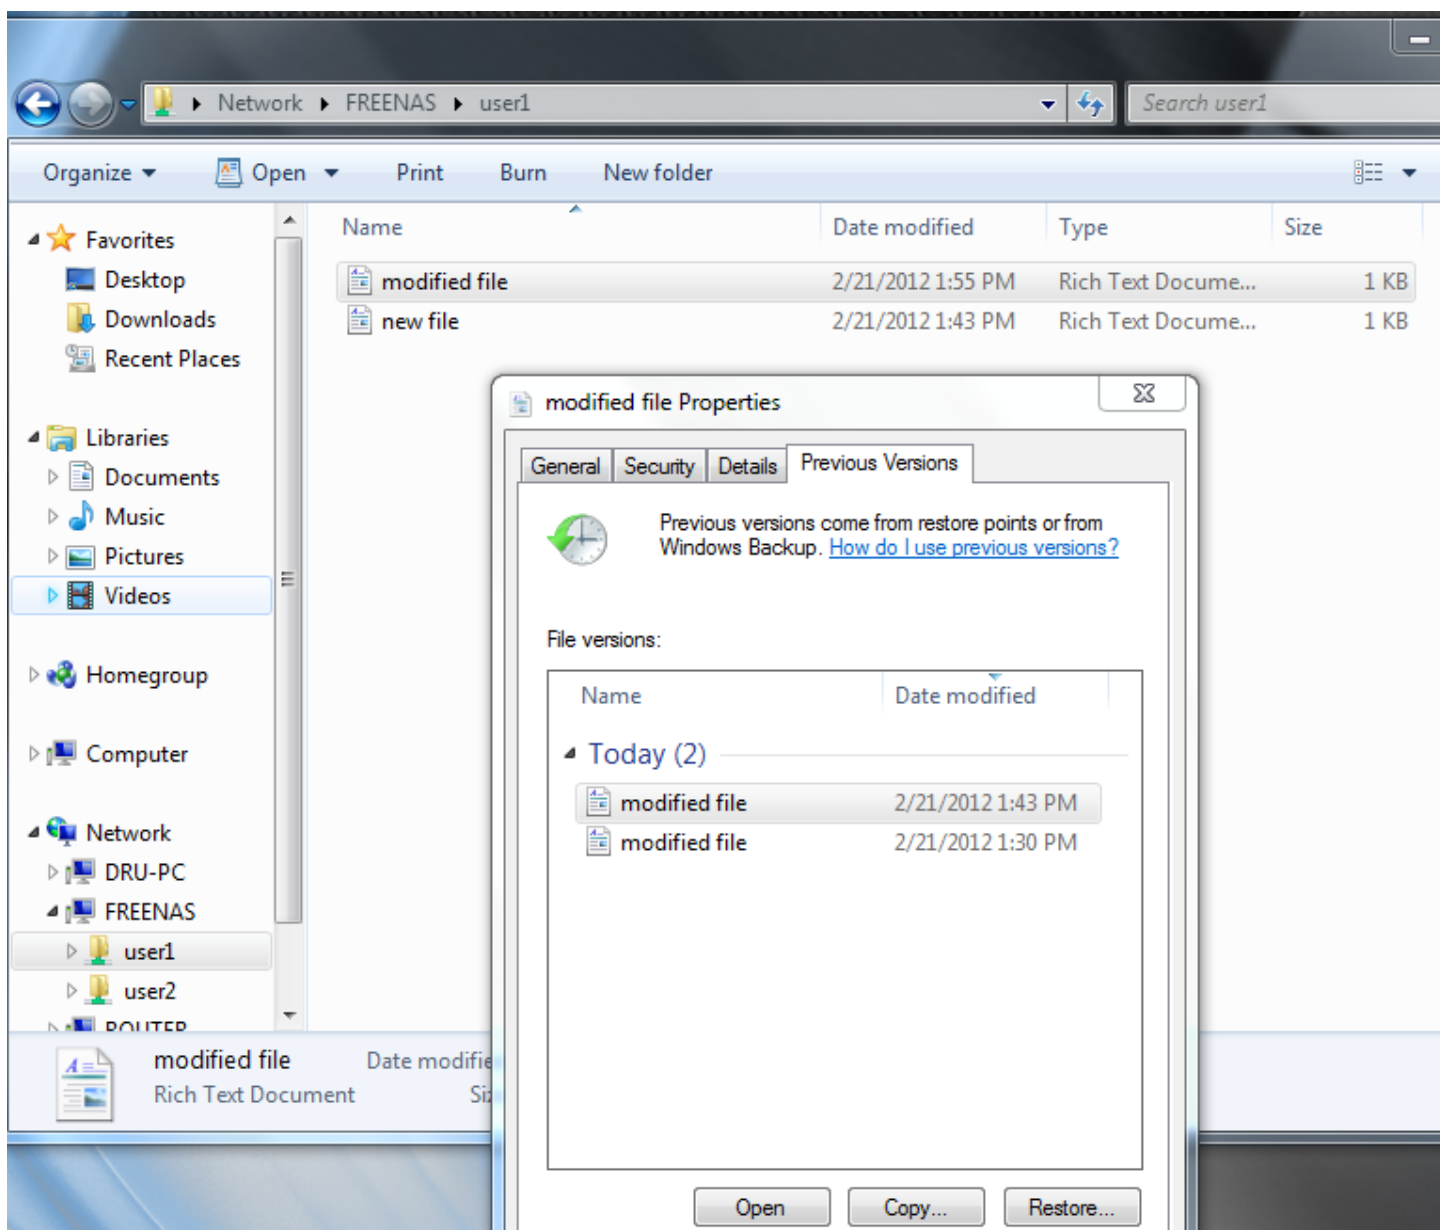 Network ▸ FREENAS ▸ user1
Search user1
Organize Open Print Burn New folder
Favorites
Desktop
Downloads
Recent Places
Libraries
Documents
Music
Pictures
Videos
Homegroup
Computer
Network
DRU-PC
FREENAS
user1
user2
ROUTER
Name Date modified Type Size
modified file 2/21/2012 1:55 PM Rich Text Docume... 1 KB
new file 2/21/2012 1:43 PM Rich Text Docume... 1 KB
modified file Properties
General Security Details Previous Versions
Previous versions come from restore points or from
Windows Backup. How do I use previous versions?
File versions:
Name Date modified
Today (2)
modified file 2/21/2012 1:43 PM
modified file 2/21/2012 1:30 PM
Open Copy... Restore...
modified file Date modifie
Rich Text Document Siz